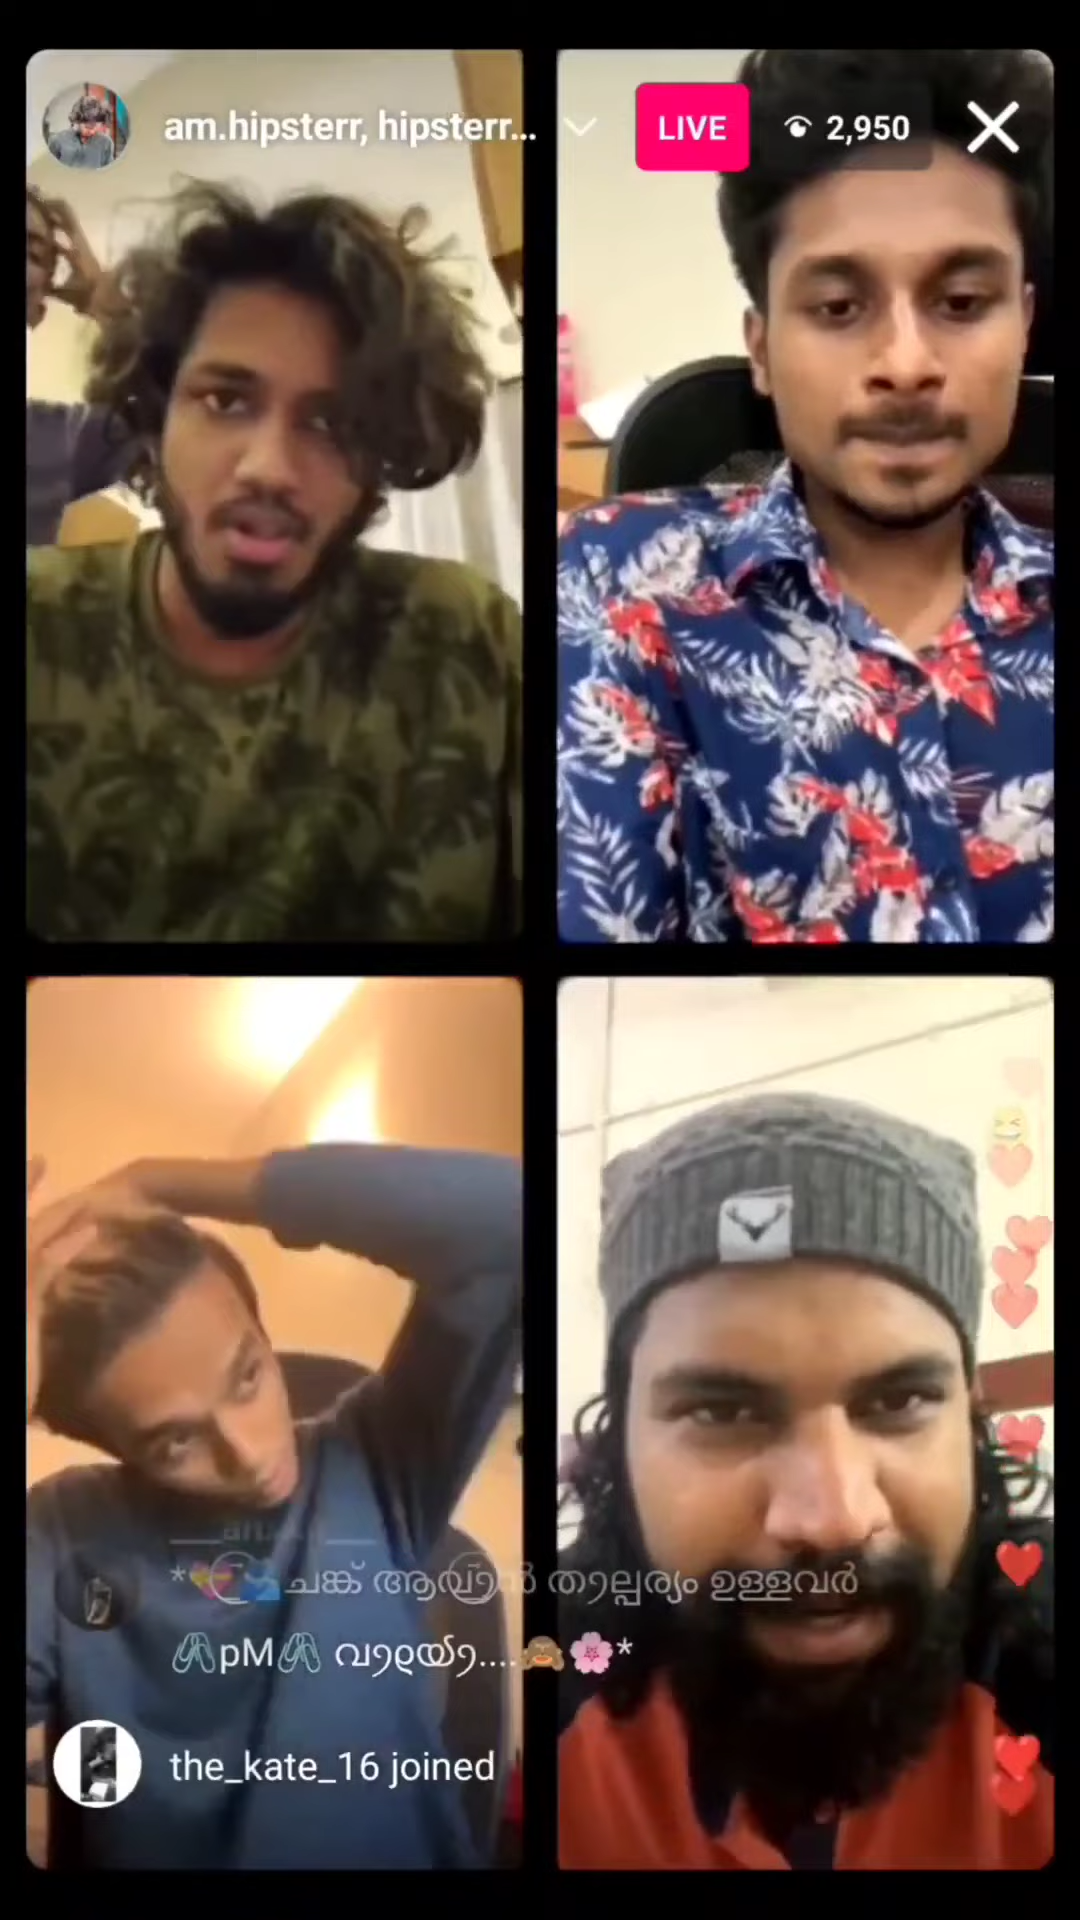 am.hipsterr, hipsterr...
LIVE
2,950
*💝🫂 ചങ്ക് ആവാൻ താല്പര്യം ഉള്ളവർ
🖇️pM🖇️ വായോ....🙈🌸*
the_kate_16 joined